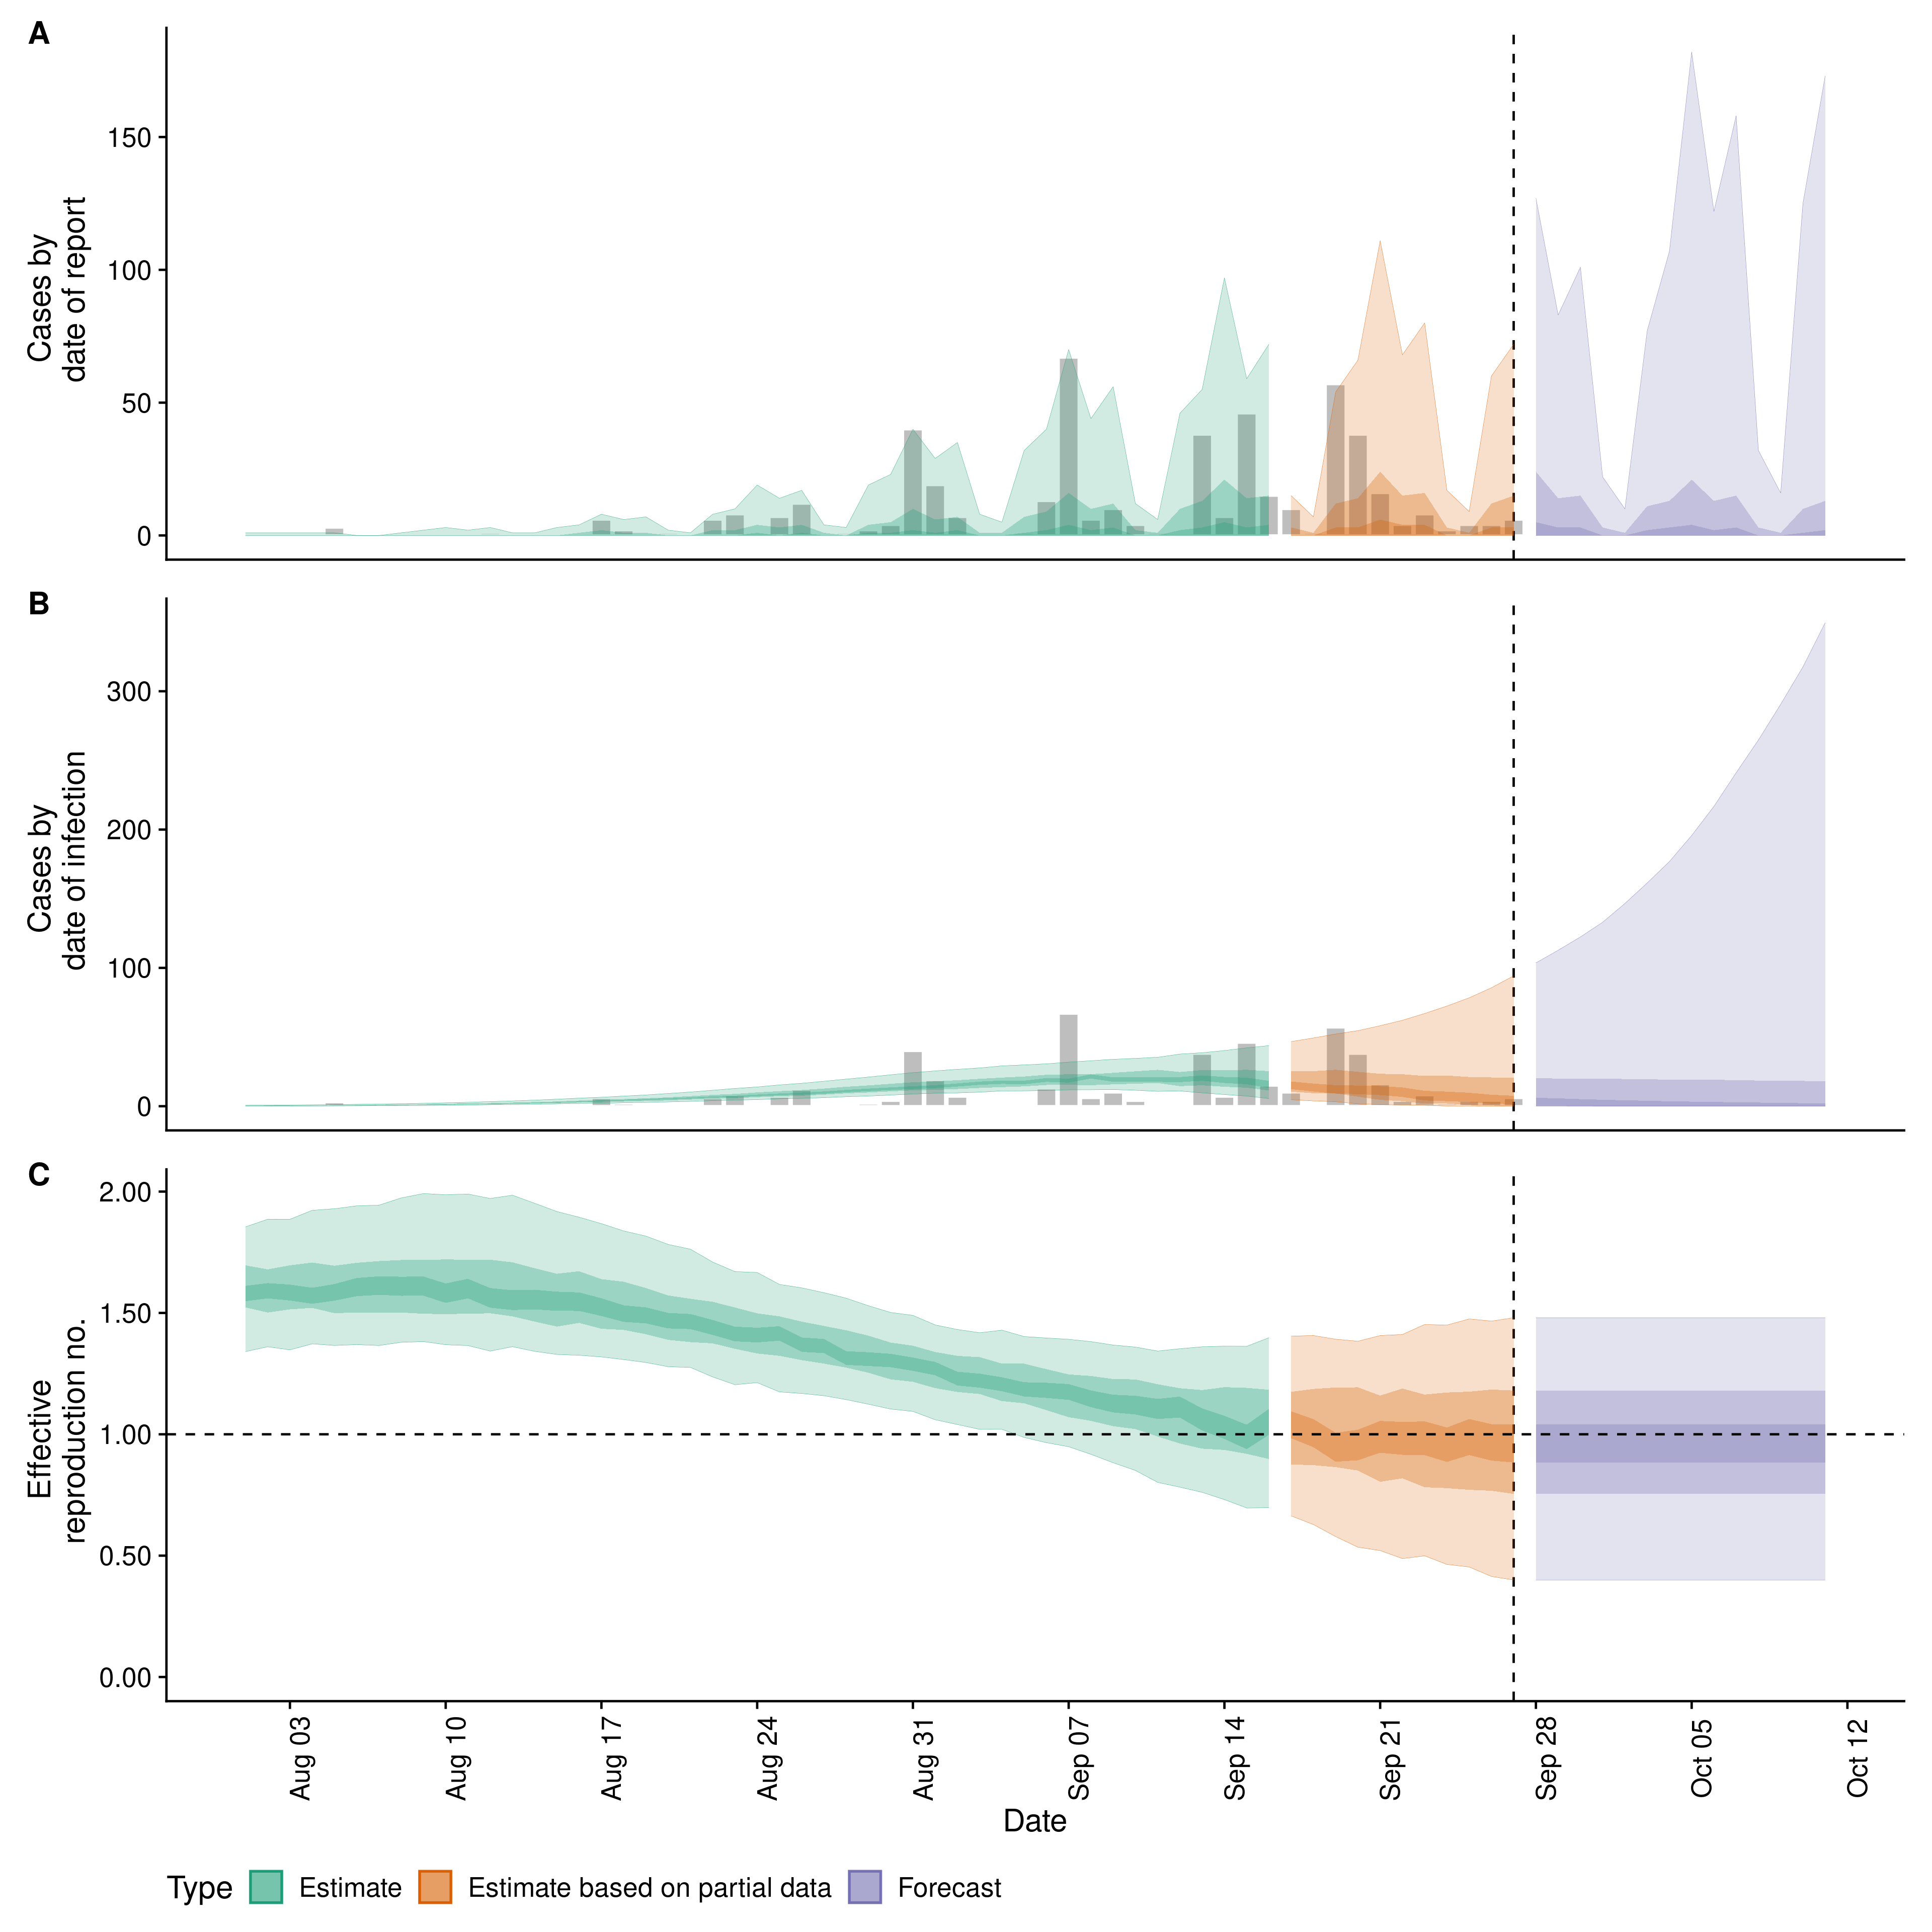 A
Cases by
date of report
150
100
50
0
B
Cases by
date of infection
300
200
100
0
C
Effective
reproduction no.
2.00
1.50
1.00
0.50
0.00
Aug 03
Aug 10
Aug 17
Aug 24
Aug 31
Sep 07
Sep 14
Sep 21
Sep 28
Oct 05
Oct 12
Date
Type
Estimate
Estimate based on partial data
Forecast